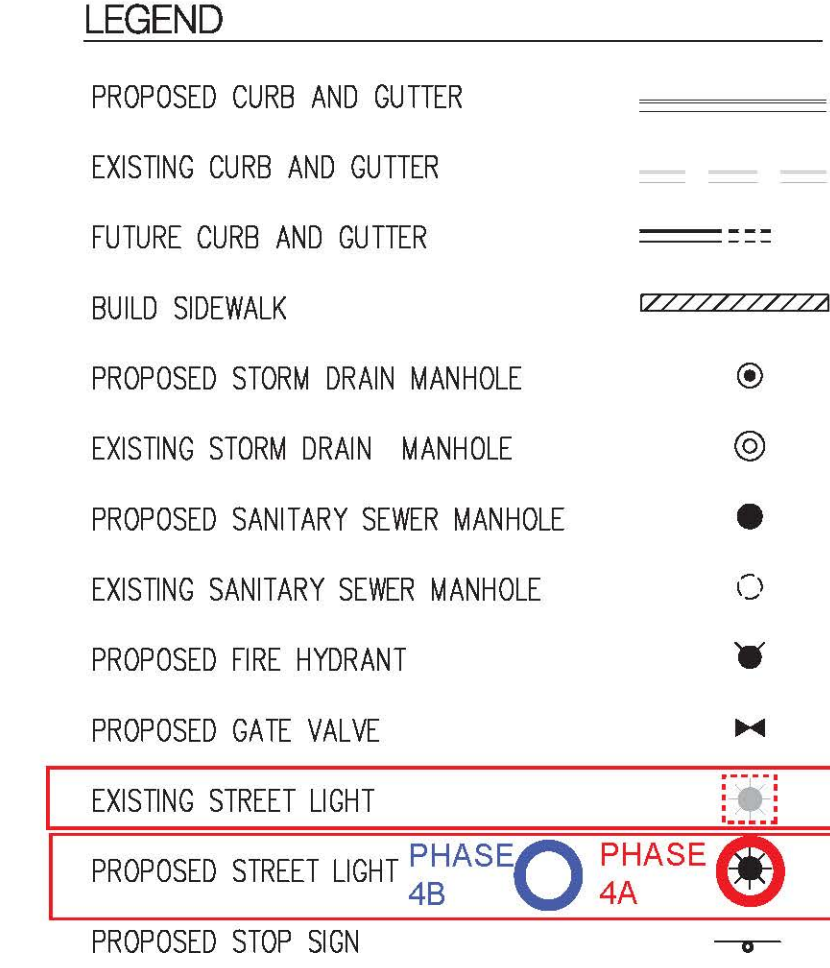 LEGEND
PROPOSED CURB AND GUTTER
EXISTING CURB AND GUTTER
FUTURE CURB AND GUTTER
BUILD SIDEWALK
PROPOSED STORM DRAIN MANHOLE
EXISTING STORM DRAIN MANHOLE
PROPOSED SANITARY SEWER MANHOLE
EXISTING SANITARY SEWER MANHOLE
PROPOSED FIRE HYDRANT
PROPOSED GATE VALVE
EXISTING STREET LIGHT
PROPOSED STREET LIGHT
PHASE
4B
PHASE
4A
PROPOSED STOP SIGN